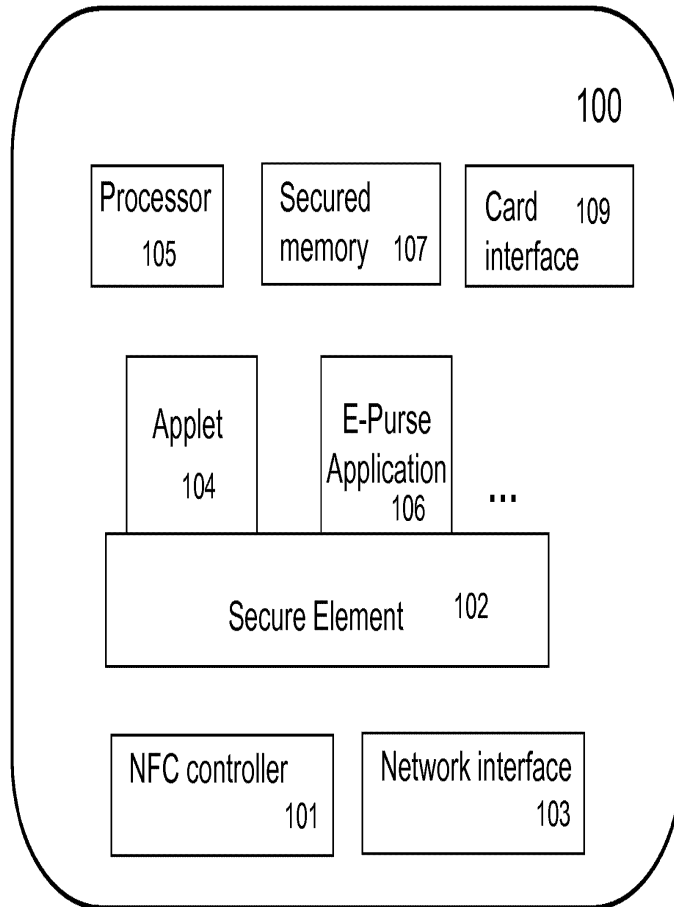 100
Processor
105
Secured
memory 107
Card 109
interface
Applet
104
E-Purse
Application
106
...
Secure Element 102
NFC controller
101
Network interface
103